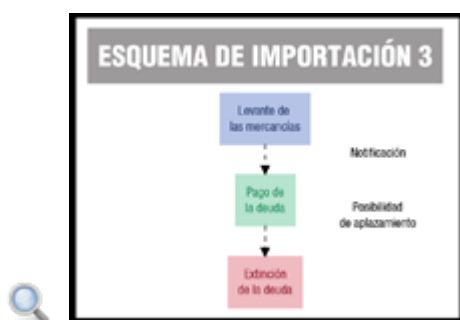 ESQUEMA DE IMPORTACIÓN 3
Levante de
las mercancías
Notificación
Pago de
la deuda
Posibilidad
de aplazamiento
Extinción
de la deuda